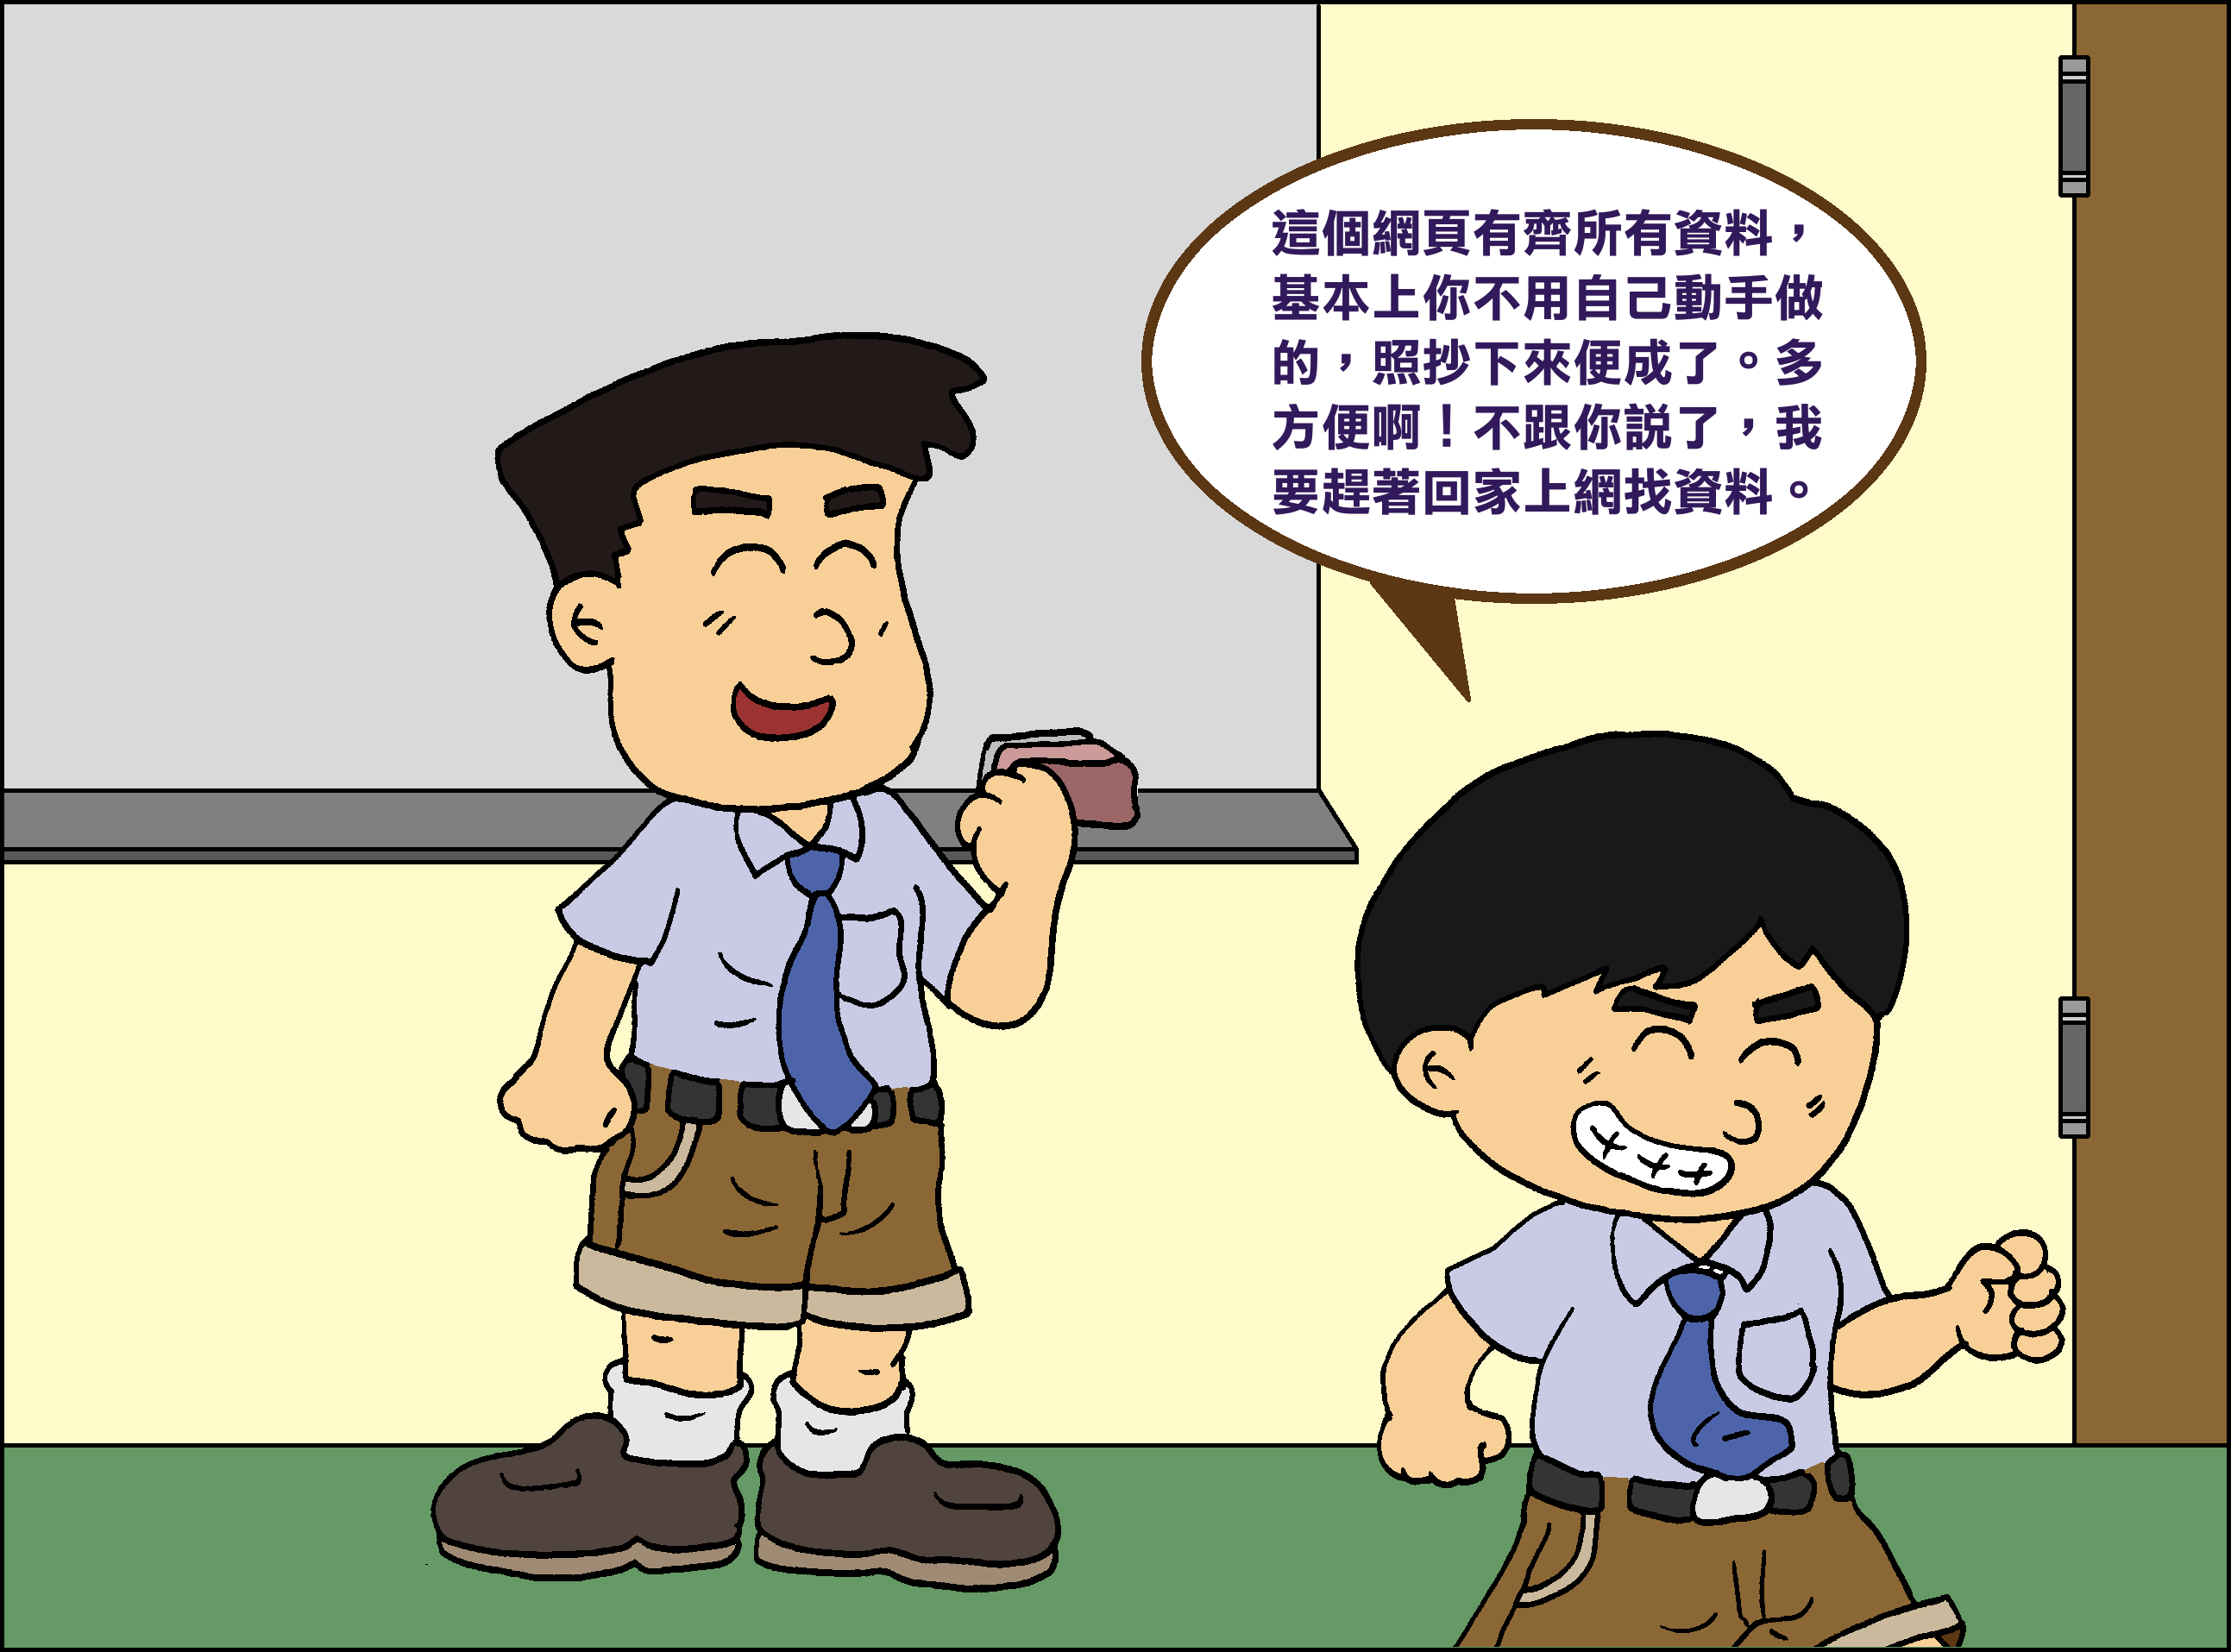 這個網頁有齊所有資料，
基本上你不用自己動手做
的，照抄下來便成了。多
方便啊！不跟你説了，我
要趕著回家上網找資料。